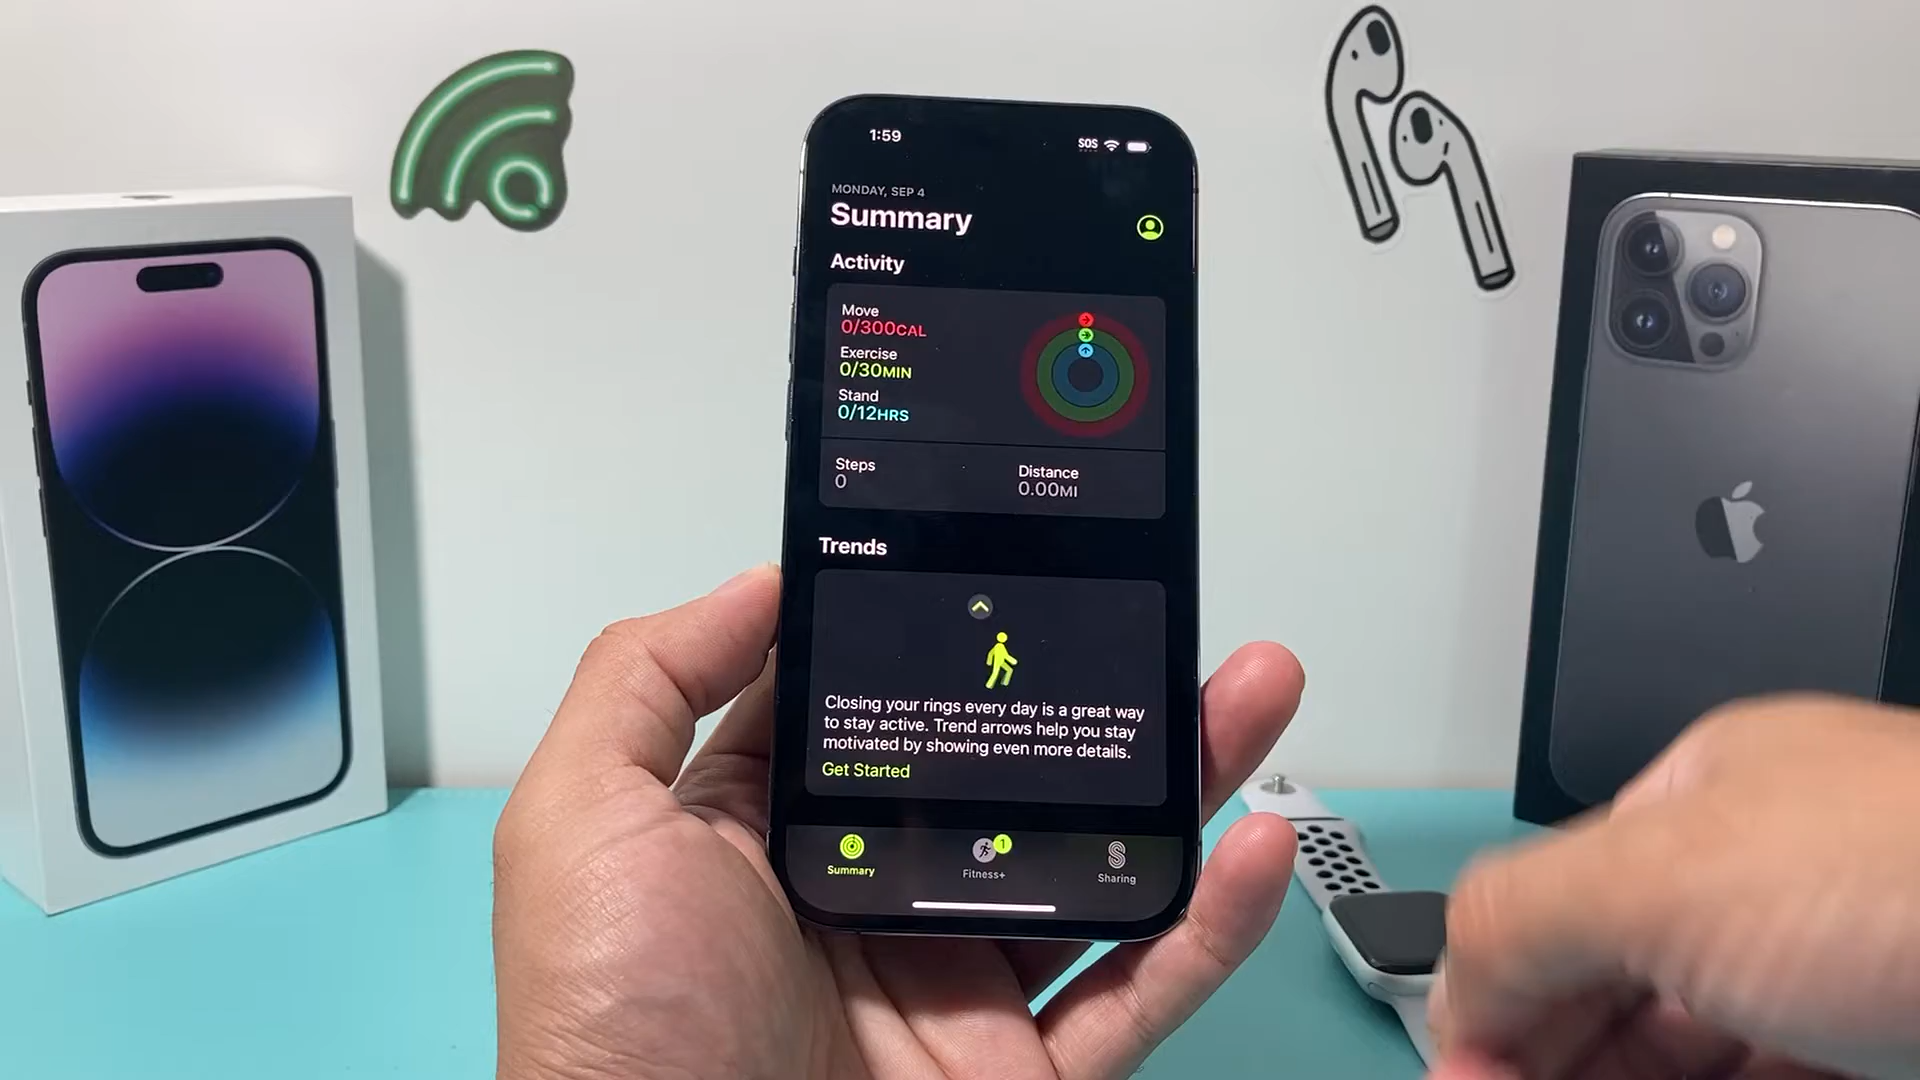 1:59
SOS
MONDAY, SEP 4
Summary
Activity
Move
0/300CAL
Exercise
0/30MIN
Stand
0/12HRS
Steps
0
Distance
0.00MI
Trends
Closing your rings every day is a great way
to stay active. Trend arrows help you stay
motivated by showing even more details.
Get Started
1
Summary
Fitness+
Sharing